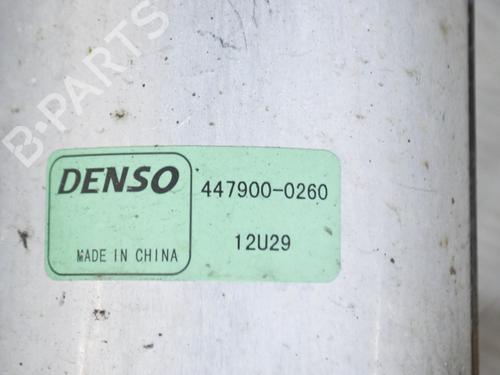 B-PARTS
DENSO
447900-0260
12U29
MADE IN CHINA